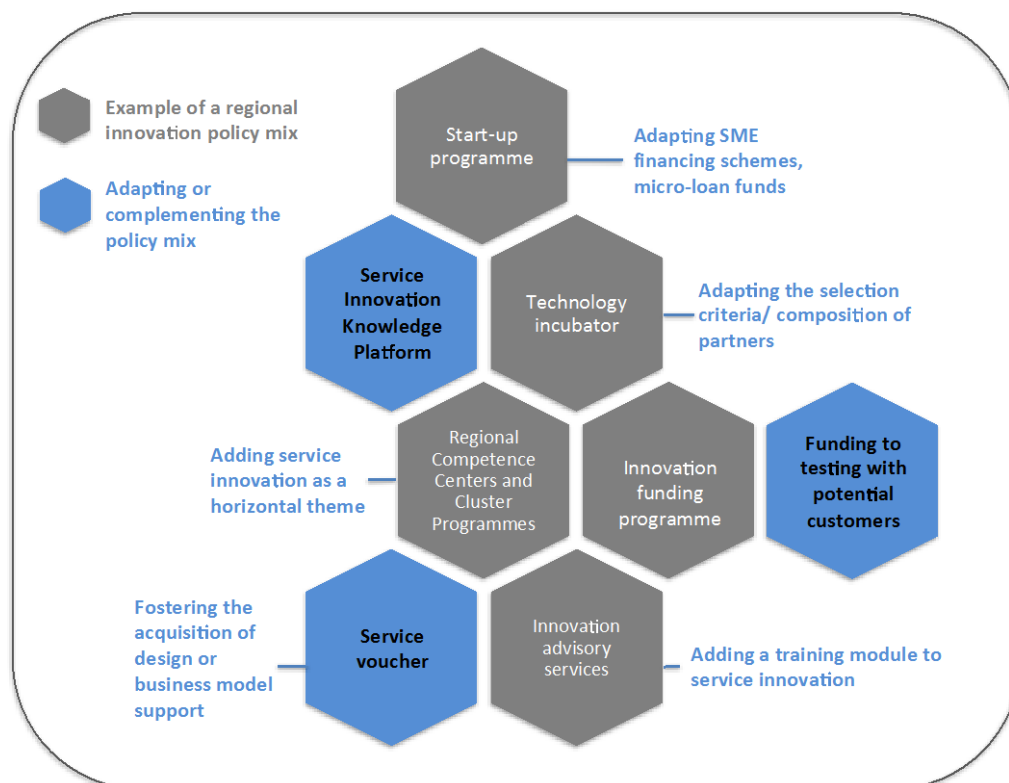 Example of a regional
innovation policy mix
Adapting or
complementing the
policy mix
Start-up
programme
Adapting SME
financing schemes,
micro-loan funds
Service
Innovation
Knowledge
Platform
Technology
incubator
Adapting the selection
criteria/ composition of
partners
Adding service
innovation as a
horizontal theme
Regional
Competence
Centers and
Cluster
Programmes
Innovation
funding
programme
Funding to
testing with
potential
customers
Fostering the
acquisition of
design or
business model
support
Service
voucher
Innovation
advisory
services
Adding a training module to
service innovation